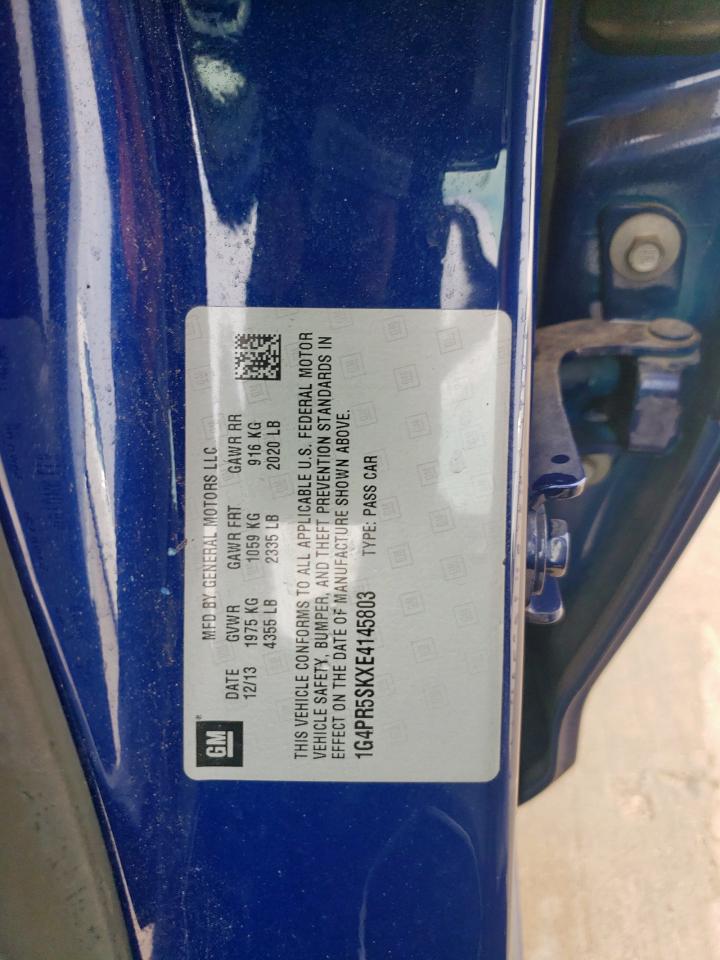 GM®
MFD BY GENERAL MOTORS LLC
DATE GVWR GAWR FRT GAWR RR
12/13 1975 KG 1059 KG 916 KG
4355 LB 2335 LB 2020 LB
THIS VEHICLE CONFORMS TO ALL APPLICABLE U.S. FEDERAL MOTOR
VEHICLE SAFETY, BUMPER, AND THEFT PREVENTION STANDARDS IN
EFFECT ON THE DATE OF MANUFACTURE SHOWN ABOVE.
1G4PR5SKXE4145803 TYPE: PASS CAR